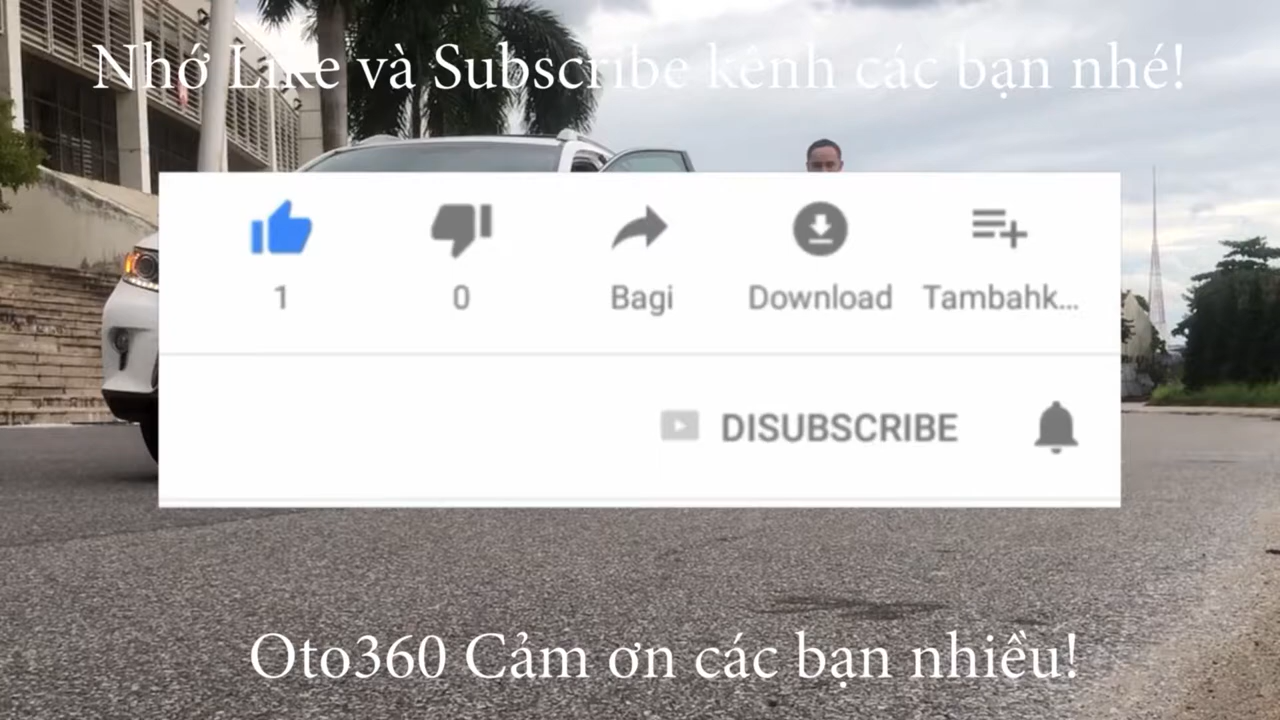 Nhớ Like và Subscribe kênh các bạn nhé!
1 0 Bagi Download Tambahk...
DISUBSCRIBE
Oto360 Cảm ơn các bạn nhiều!